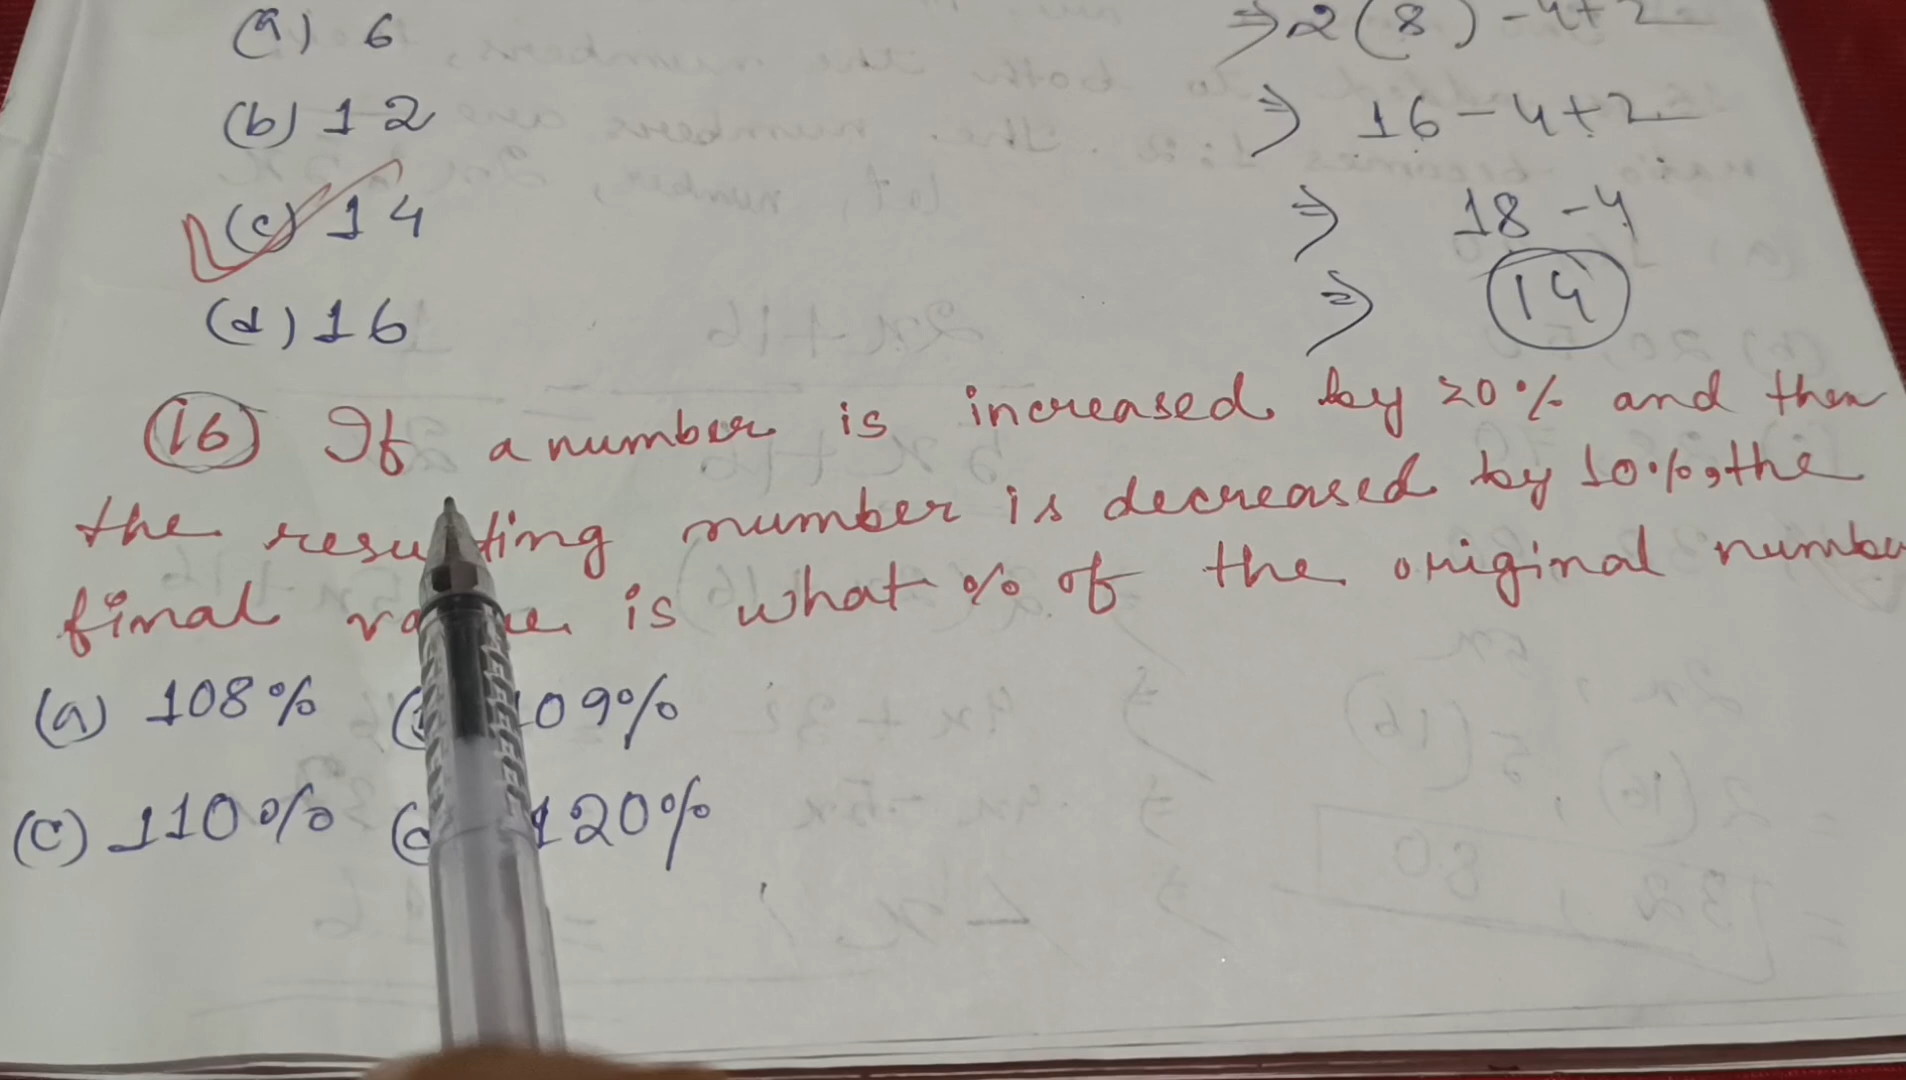 (a) 6
(b) 12
(c) 14
(d) 16
⇒ 2(8) - 4+2
⇒ 16-4+2
⇒ 18-4
⇒ 14
(16) If a number is increased by 20% and then
the resulting number is decreased by 10%, the
final value is what % of the original number
(a) 108% 109%
(c) 110% 120%